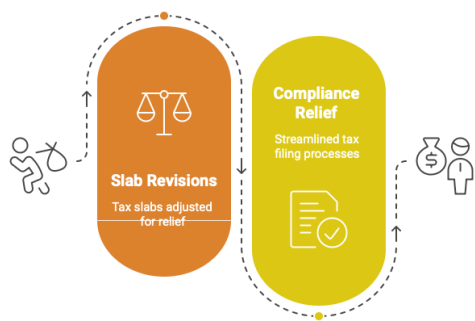 Slab Revisions
Tax slabs adjusted
for relief
Compliance
Relief
Streamlined tax
filing processes
$